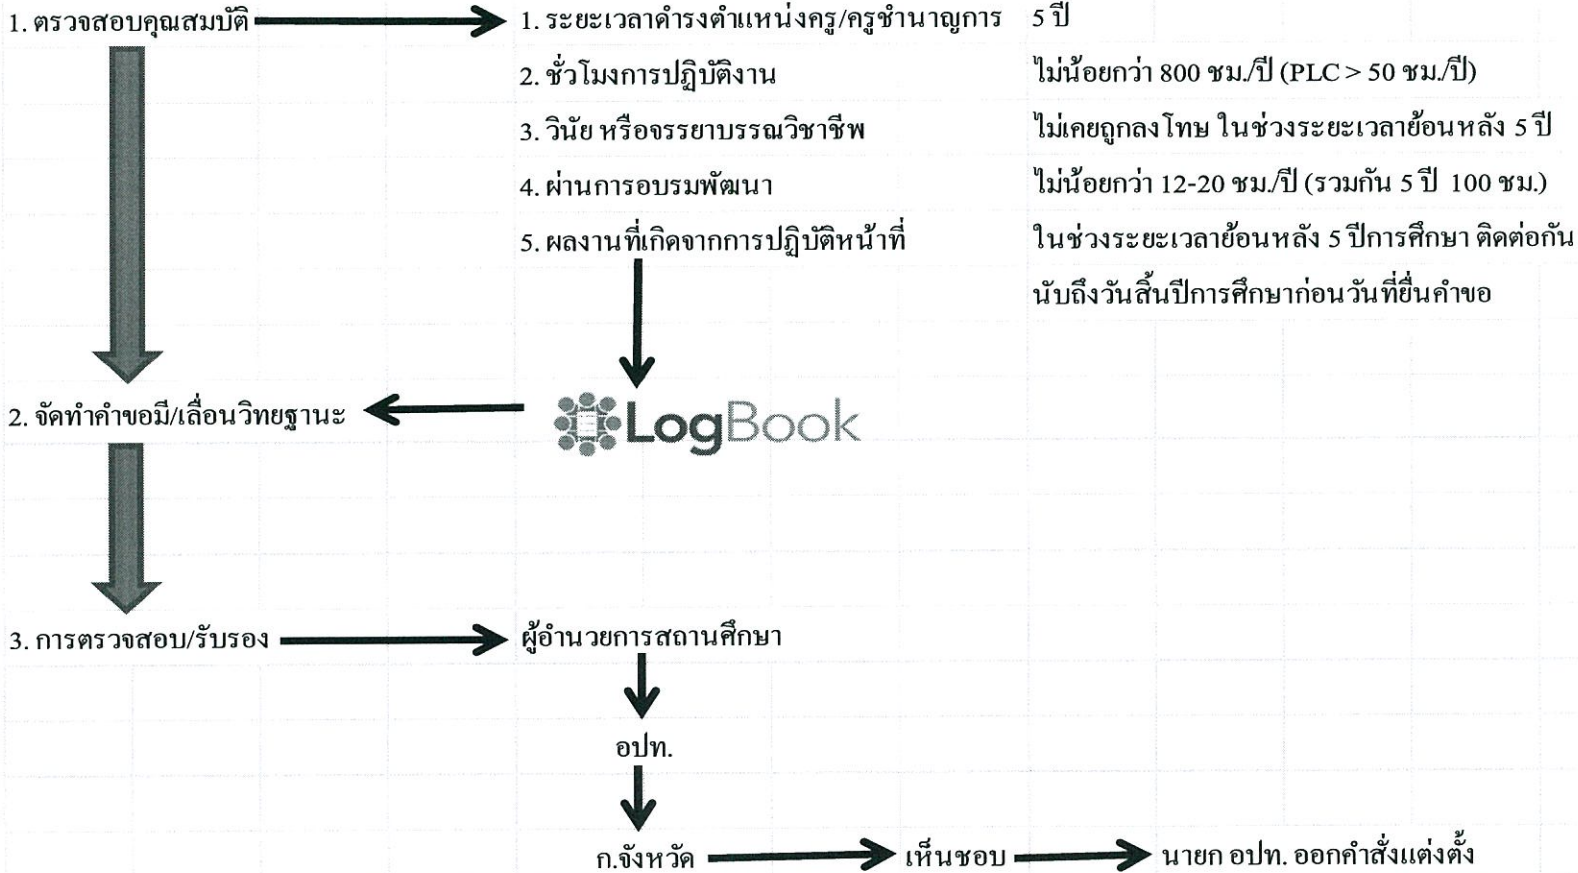 1. ตรวจสอบคุณสมบัติ
1. ระยะเวลาดำรงตำแหน่งครู/ครูชำนาญการ 5 ปี
2. ชั่วโมงการปฏิบัติงาน ไม่น้อยกว่า 800 ชม./ปี (PLC > 50 ชม./ปี)
3. วินัย หรือจรรยาบรรณวิชาชีพ ไม่เคยถูกลงโทษ ในช่วงระยะเวลาย้อนหลัง 5 ปี
4. ผ่านการอบรมพัฒนา ไม่น้อยกว่า 12-20 ชม./ปี (รวมกัน 5 ปี 100 ชม.)
5. ผลงานที่เกิดจากการปฏิบัติหน้าที่ ในช่วงระยะเวลาย้อนหลัง 5 ปีการศึกษา ติดต่อกัน
นับถึงวันสิ้นปีการศึกษาก่อนวันที่ยื่นคำขอ
2. จัดทำคำขอมี/เลื่อนวิทยฐานะ
LogBook
3. การตรวจสอบ/รับรอง
ผู้อำนวยการสถานศึกษา
อปท.
ก.จังหวัด
เห็นชอบ
นายก อปท. ออกคำสั่งแต่งตั้ง